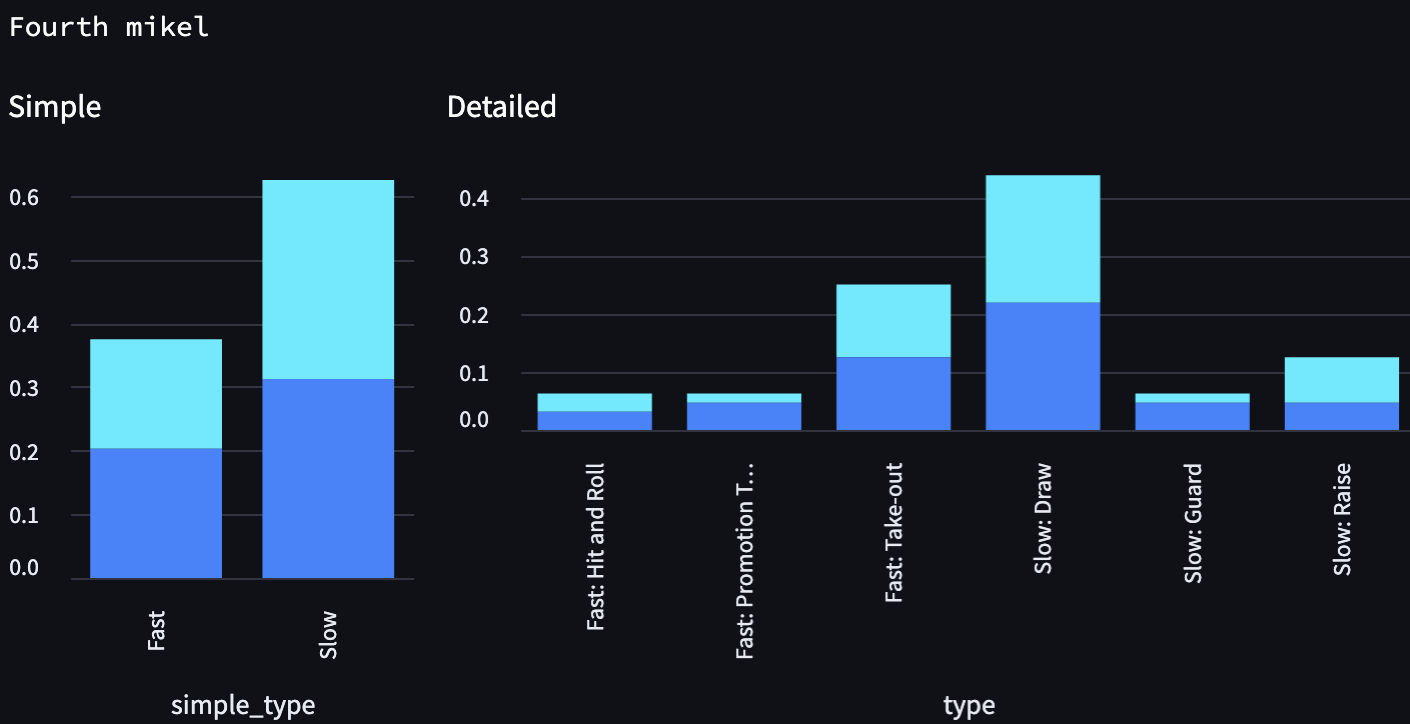 Fourth mikel
Simple
0.6
0.5
0.4
0.3
0.2
0.1
0.0
Fast
Slow
simple_type
Detailed
0.4
0.3
0.2
0.1
0.0
Fast: Hit and Roll
Fast: Promotion T…
Fast: Take-out
Slow: Draw
Slow: Guard
Slow: Raise
type